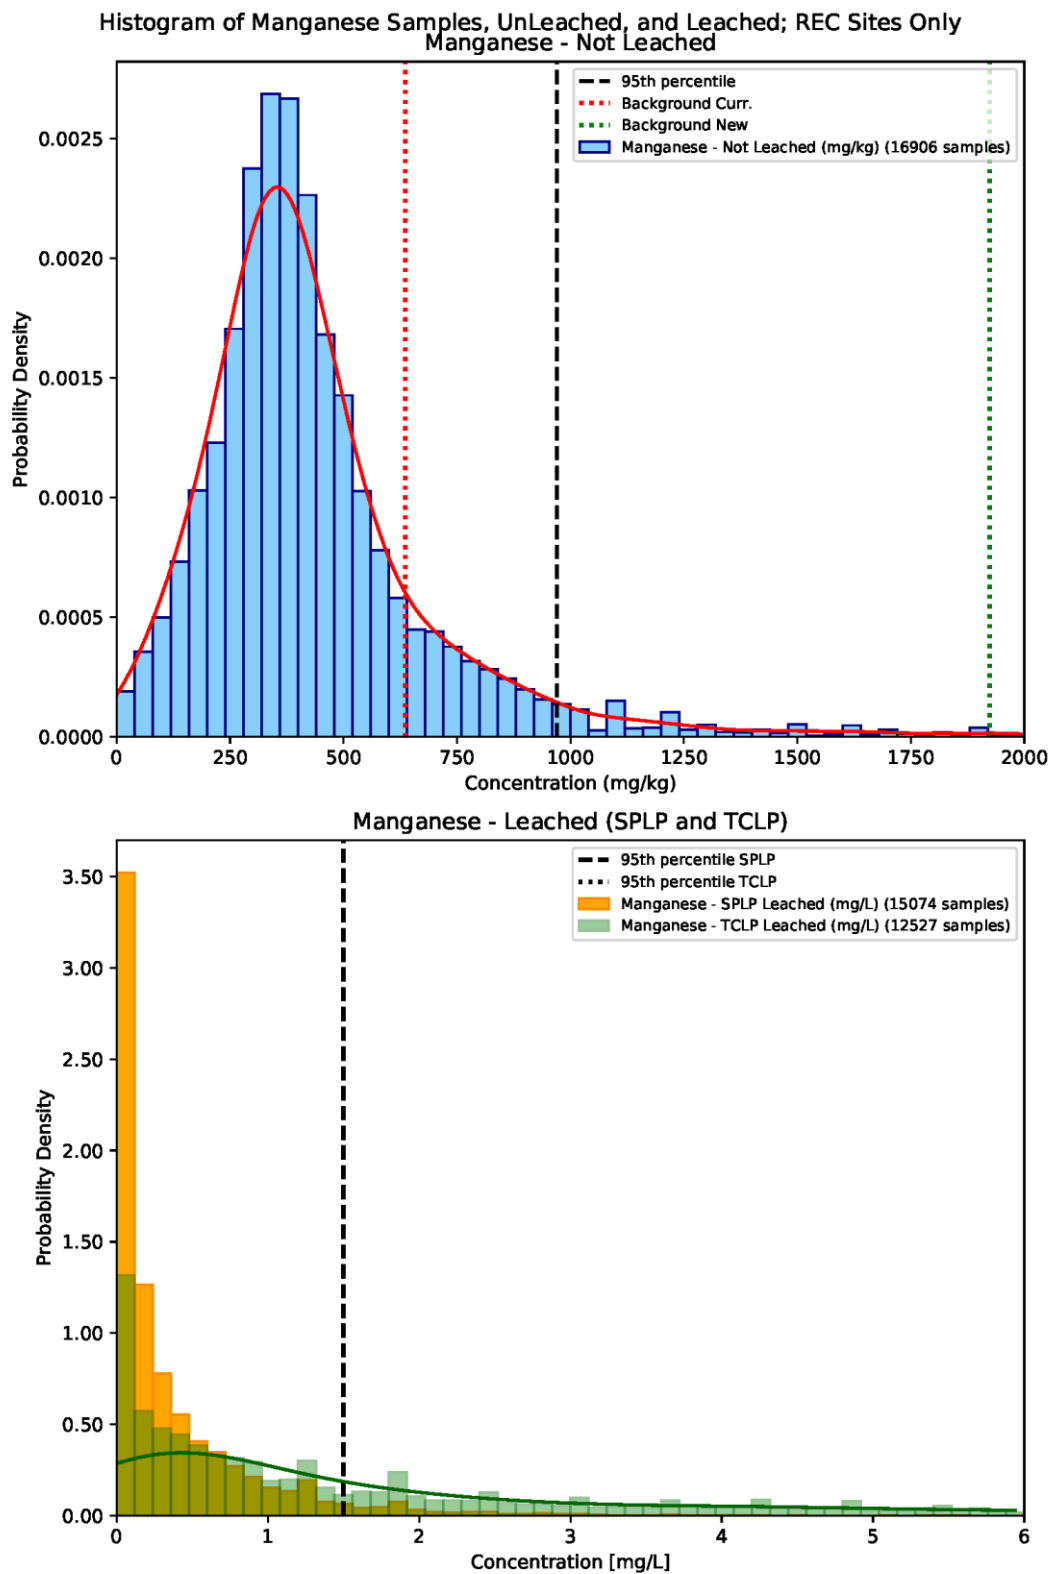 Histogram of Manganese Samples, UnLeached, and Leached; REC Sites Only
Manganese - Not Leached
95th percentile
Background Curr.
Background New
Manganese - Not Leached (mg/kg) (16906 samples)
0.0025
0.0020
0.0015
0.0010
0.0005
0.0000
Probability Density
0 250 500 750 1000 1250 1500 1750 2000
Concentration (mg/kg)
Manganese - Leached (SPLP and TCLP)
95th percentile SPLP
95th percentile TCLP
Manganese - SPLP Leached (mg/L) (15074 samples)
Manganese - TCLP Leached (mg/L) (12527 samples)
3.50
3.00
2.50
2.00
1.50
1.00
0.50
0.00
Probability Density
0 1 2 3 4 5 6
Concentration [mg/L]